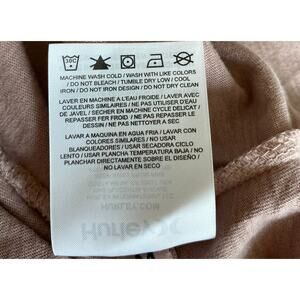 30C
MACHINE WASH COLD / WASH WITH LIKE COLORS
/ DO NOT BLEACH / TUMBLE DRY LOW / COOL
IRON / DO NOT IRON DESIGN / DO NOT DRY CLEAN
LAVER EN MACHINE A L'EAU FROIDE / LAVER AVEC
COULEURS SIMILAIRES / NE PAS UTILISER D'EAU
DE JAVEL / SECHER EN MACHINE CYCLE DELICAT /
REPASSER FER FROID / NE PAS REPASSER LE
DESSIN / NE PAS NETTOYER A SEC
LAVAR A MAQUINA EN AGUA FRIA / LAVAR CON
COLORES SIMILARES / NO USAR
BLANQUEADORES / USAR SECADORA CICLO
LENTO / USAR PLANCHA TEMPERATURA BAJA / NO
PLANCHAR DIRECTAMENTE SOBRE EL DISEÑO /
NO LAVAR EN SECO
HURLEY.COM
Hurley